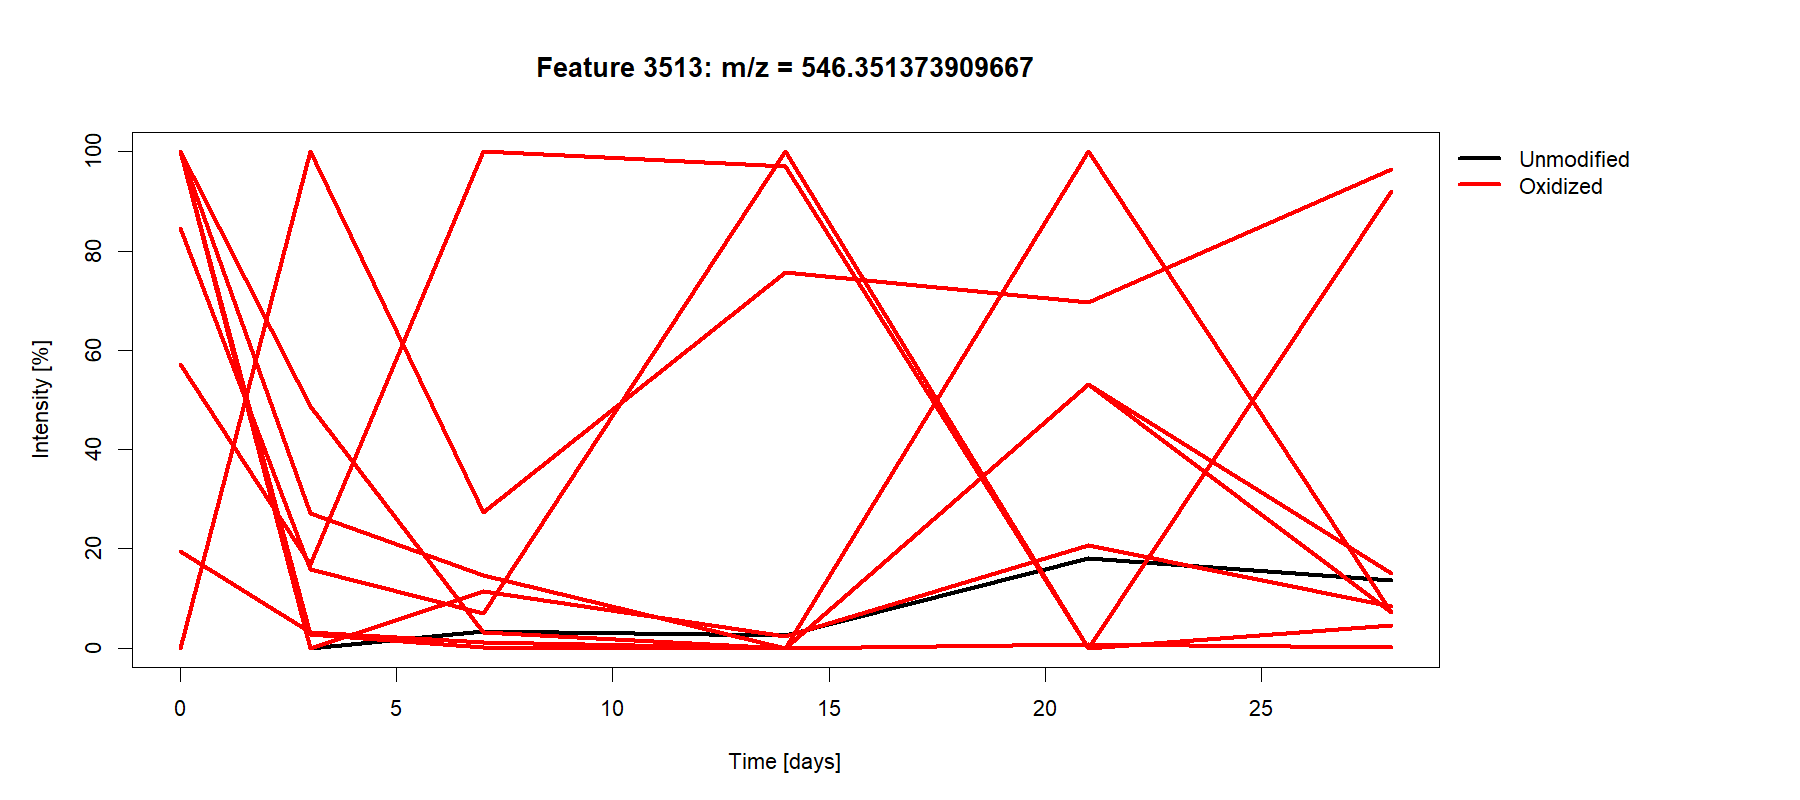 Feature 3513: m/z = 546.351373909667
Unmodified
Oxidized
100
80
60
40
20
0
Intensity [%]
0 5 10 15 20 25
Time [days]